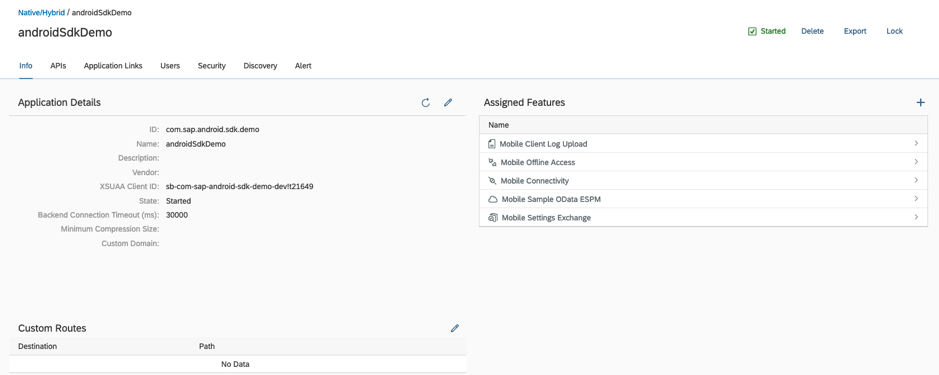 Native/Hybrid / androidSdkDemo
androidSdkDemo
Started Delete Export Lock
Info APIs Application Links Users Security Discovery Alert
Application Details
ID: com.sap.android.sdk.demo
Name: androidSdkDemo
Description:
Vendor:
XSUAA Client ID: sb-com-sap-android-sdk-demo-dev!t21649
State: Started
Backend Connection Timeout (ms): 30000
Minimum Compression Size:
Custom Domain:
Assigned Features
Name
Mobile Client Log Upload
Mobile Offline Access
Mobile Connectivity
Mobile Sample OData ESPM
Mobile Settings Exchange
Custom Routes
Destination Path
No Data